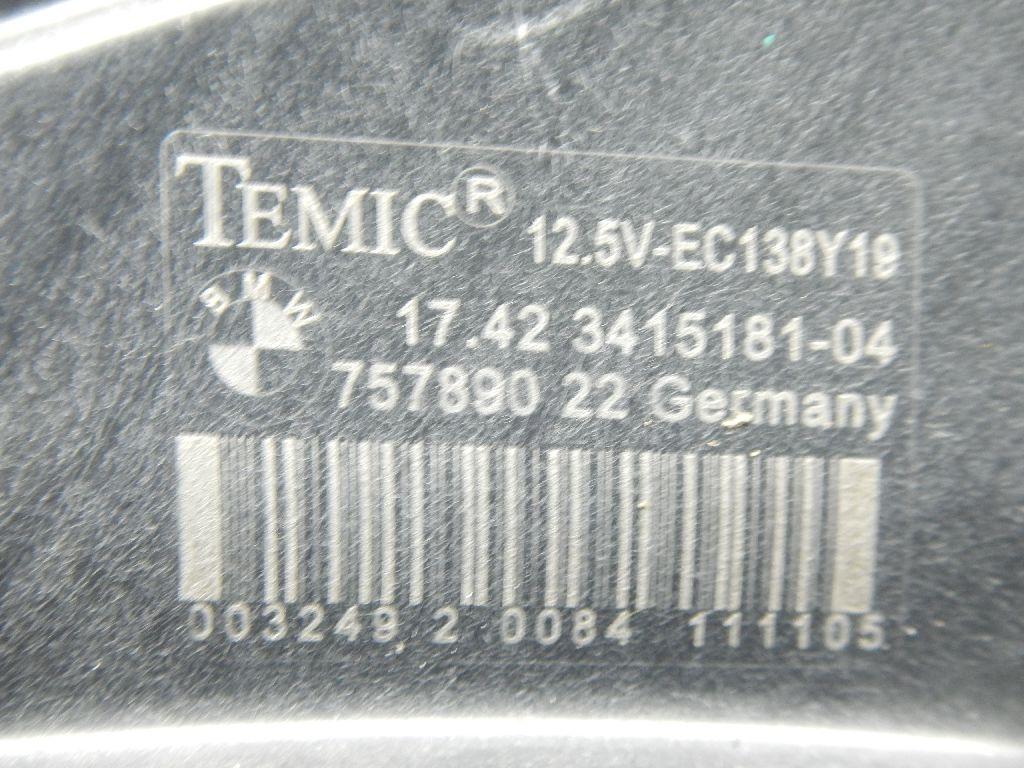 TEMIC® 12.5V-EC138Y19
BMW
17.42 3415181-04
757890 22 Germany
003249 2 0084 111105